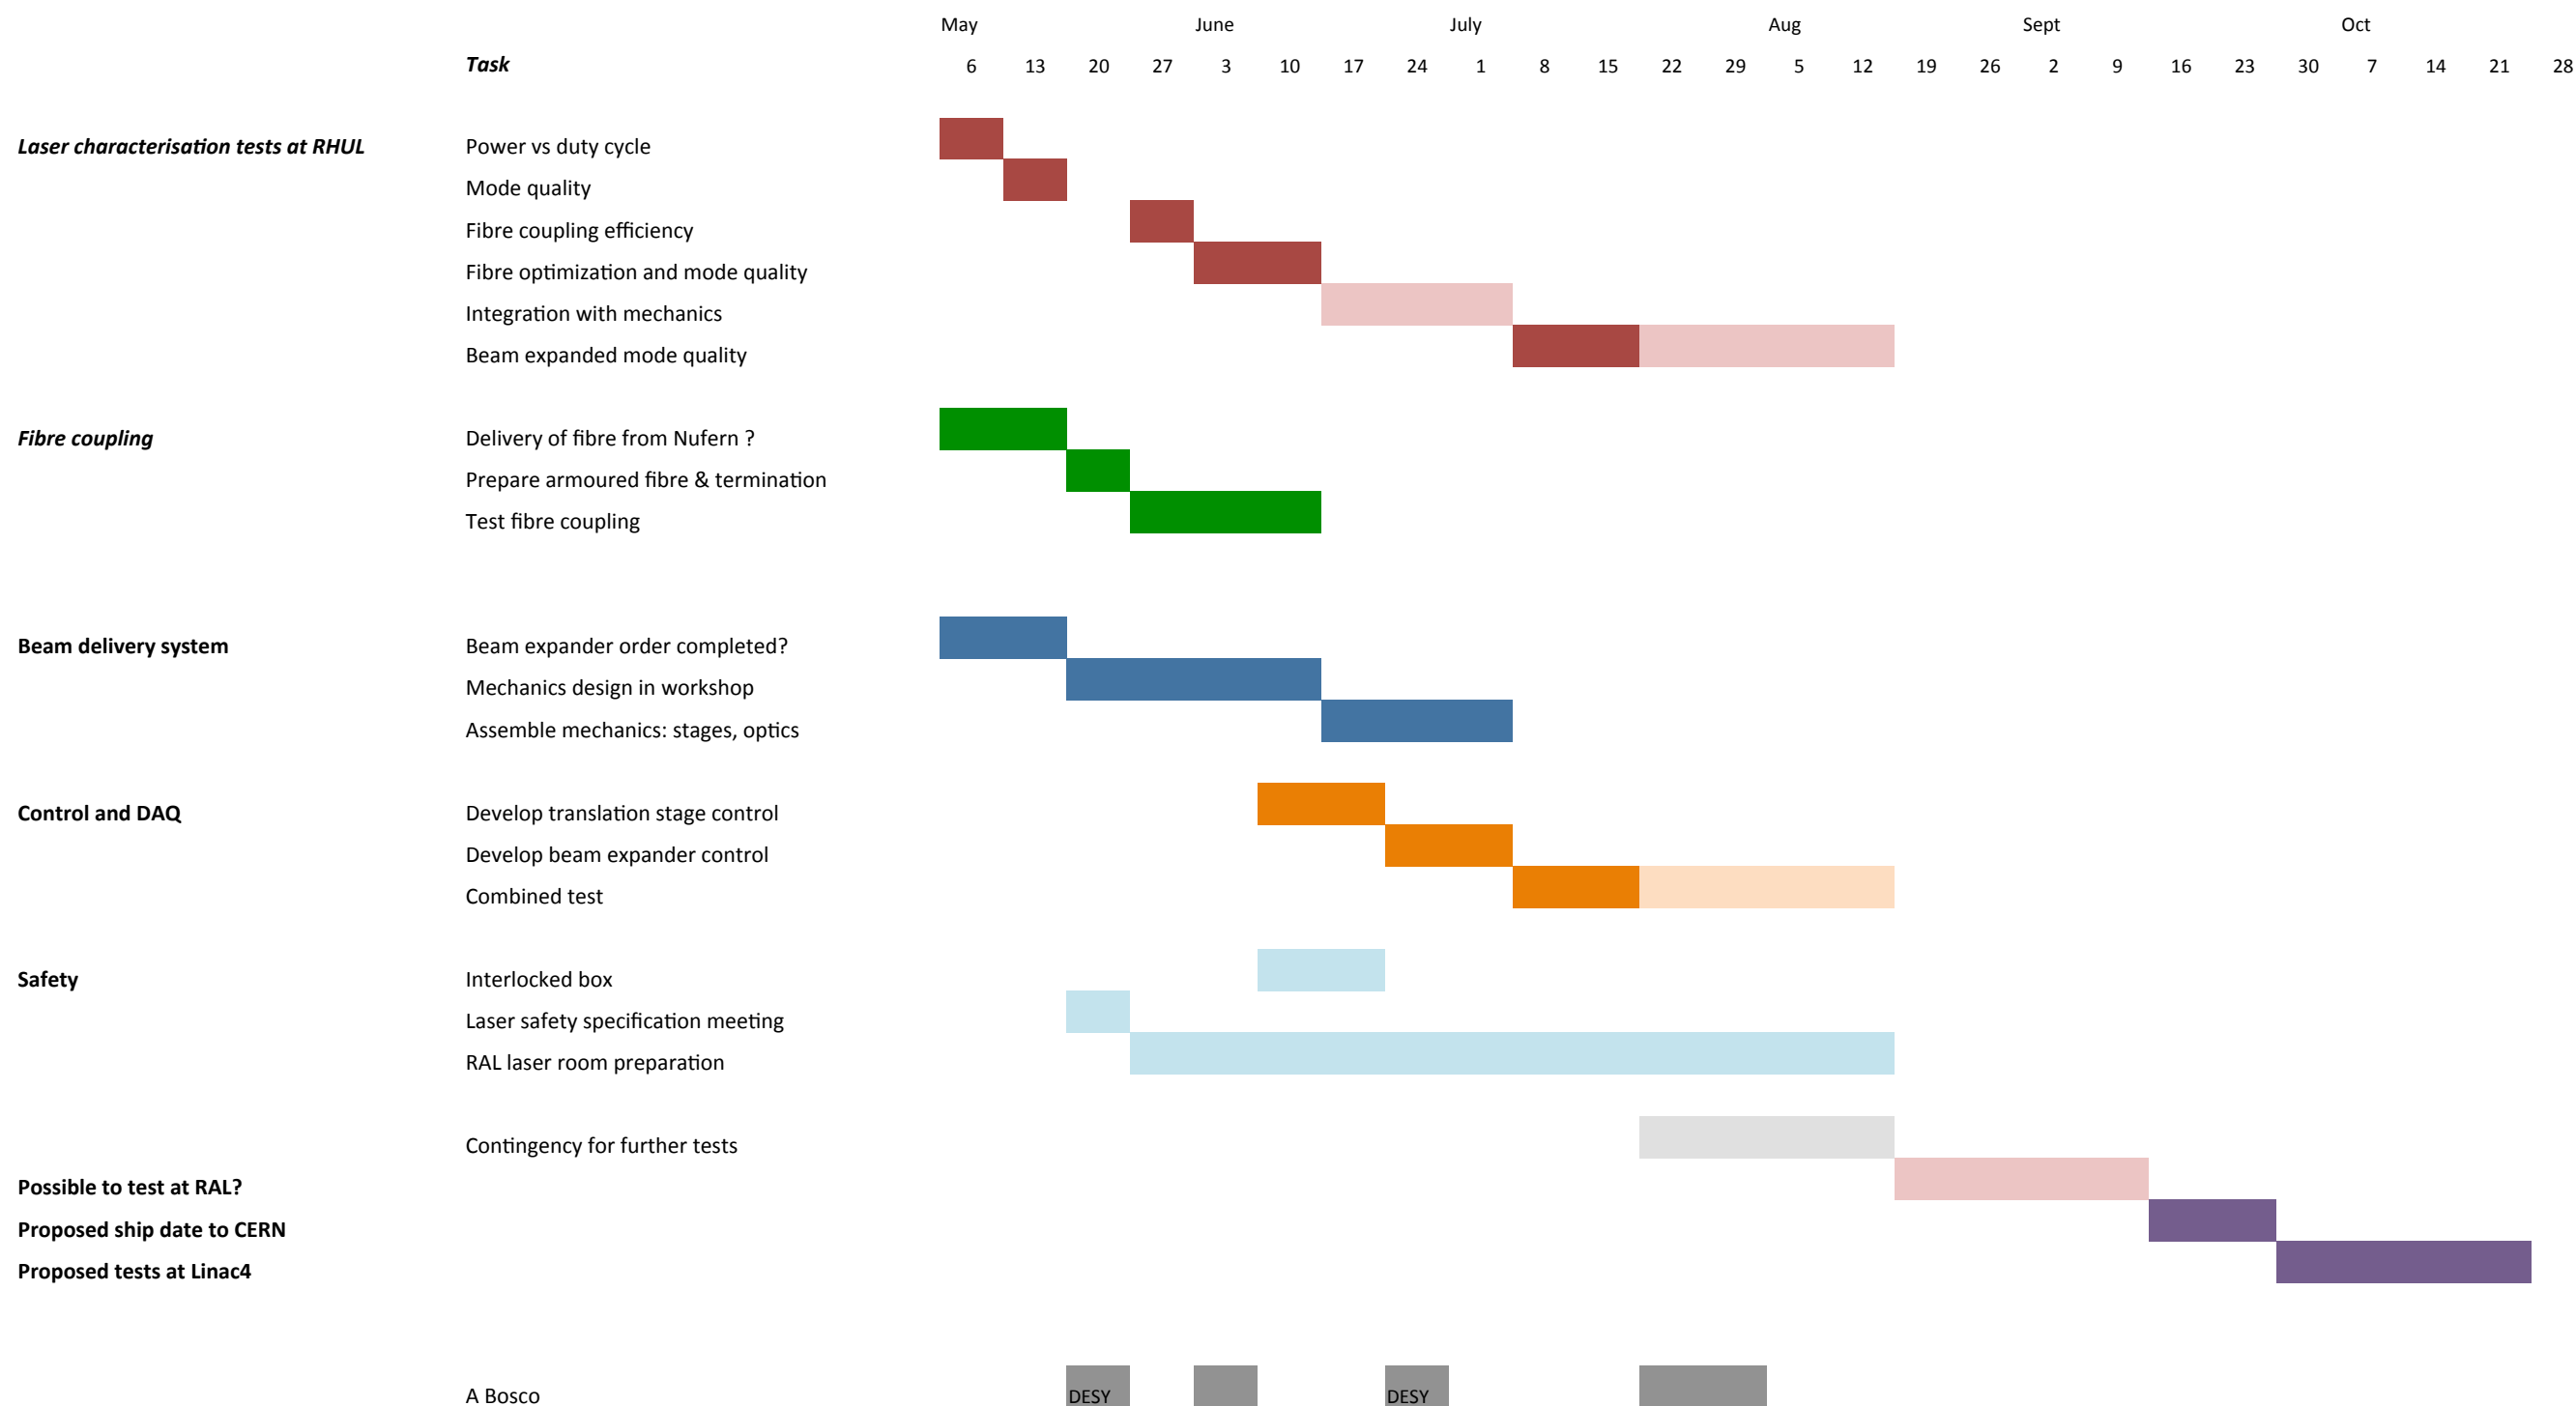 May June July Aug Sept Oct
Task 6 13 20 27 3 10 17 24 1 8 15 22 29 5 12 19 26 2 9 16 23 30 7 14 21 28
Laser characterisation tests at RHUL Power vs duty cycle
Mode quality
Fibre coupling efficiency
Fibre optimization and mode quality
Integration with mechanics
Beam expanded mode quality
Fibre coupling Delivery of fibre from Nufern ?
Prepare armoured fibre & termination
Test fibre coupling
Beam delivery system Beam expander order completed?
Mechanics design in workshop
Assemble mechanics: stages, optics
Control and DAQ Develop translation stage control
Develop beam expander control
Combined test
Safety Interlocked box
Laser safety specification meeting
RAL laser room preparation
Contingency for further tests
Possible to test at RAL?
Proposed ship date to CERN
Proposed tests at Linac4
A Bosco DESY DESY